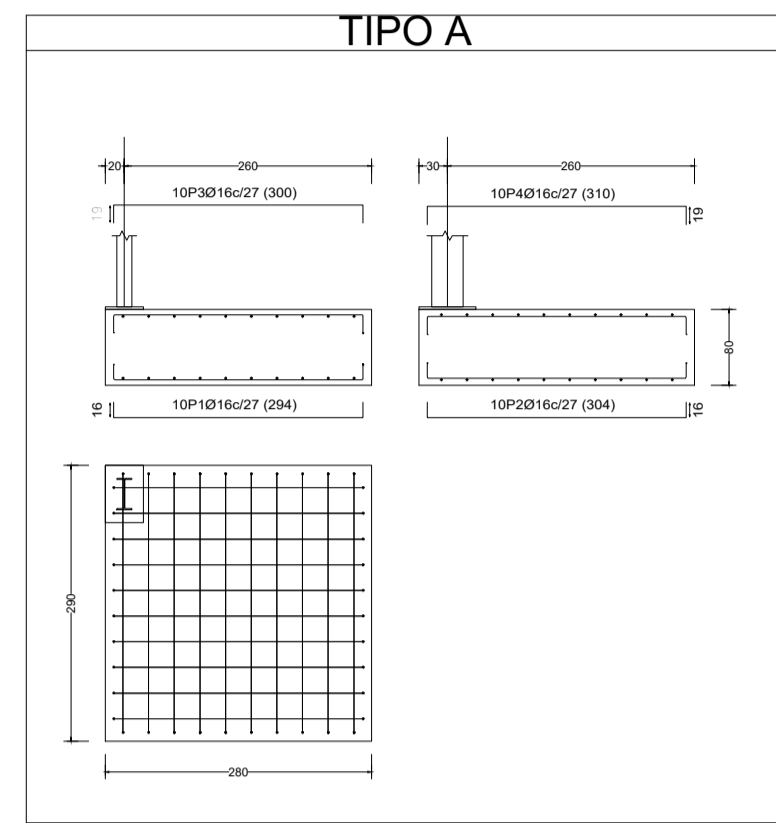 TIPO A
20 260
30 260
10P3Ø16c/27 (300)
10P4Ø16c/27 (310)
19
19
80
16
10P1Ø16c/27 (294)
10P2Ø16c/27 (304)
16
290
280